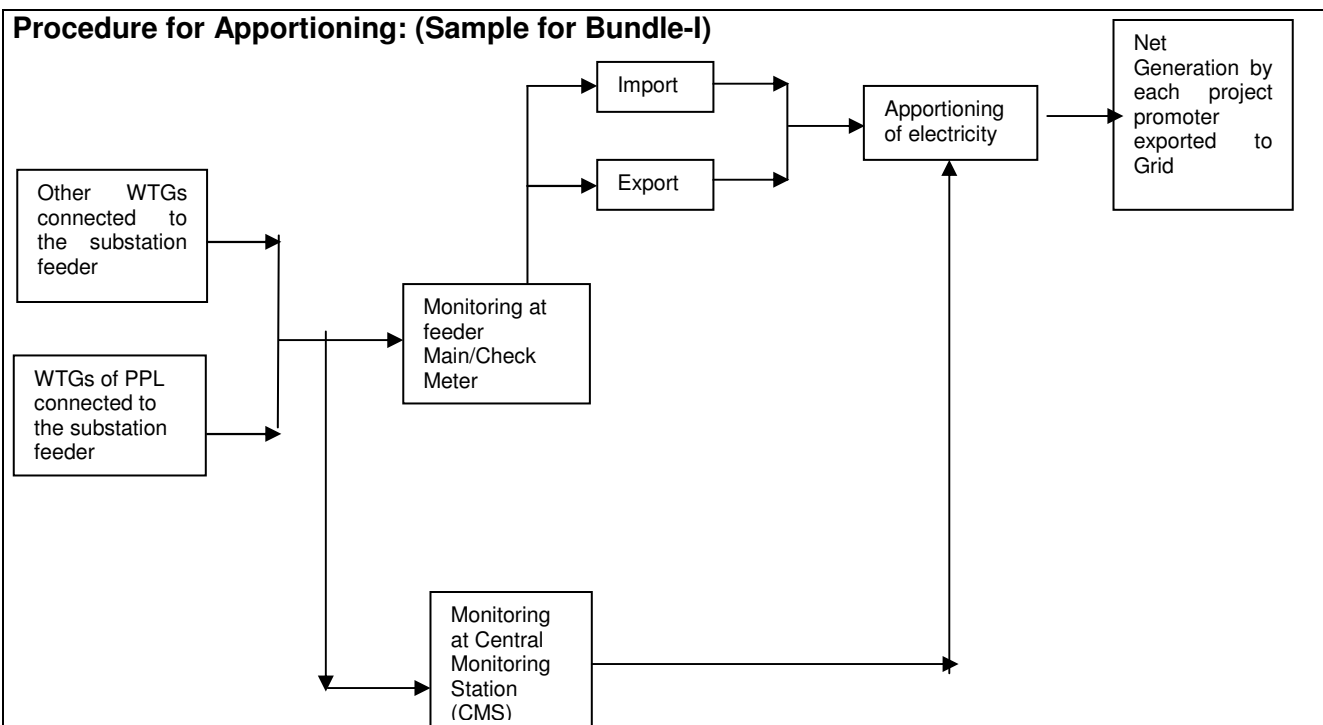 Procedure for Apportioning: (Sample for Bundle-I)
Net
Generation by
each project
promoter
exported to
Grid
Import
Apportioning
of electricity
Export
Other WTGs
connected to
the substation
feeder
Monitoring at
feeder
Main/Check
Meter
WTGs of PPL
connected to
the substation
feeder
Monitoring
at Central
Monitoring
Station
(CMS)